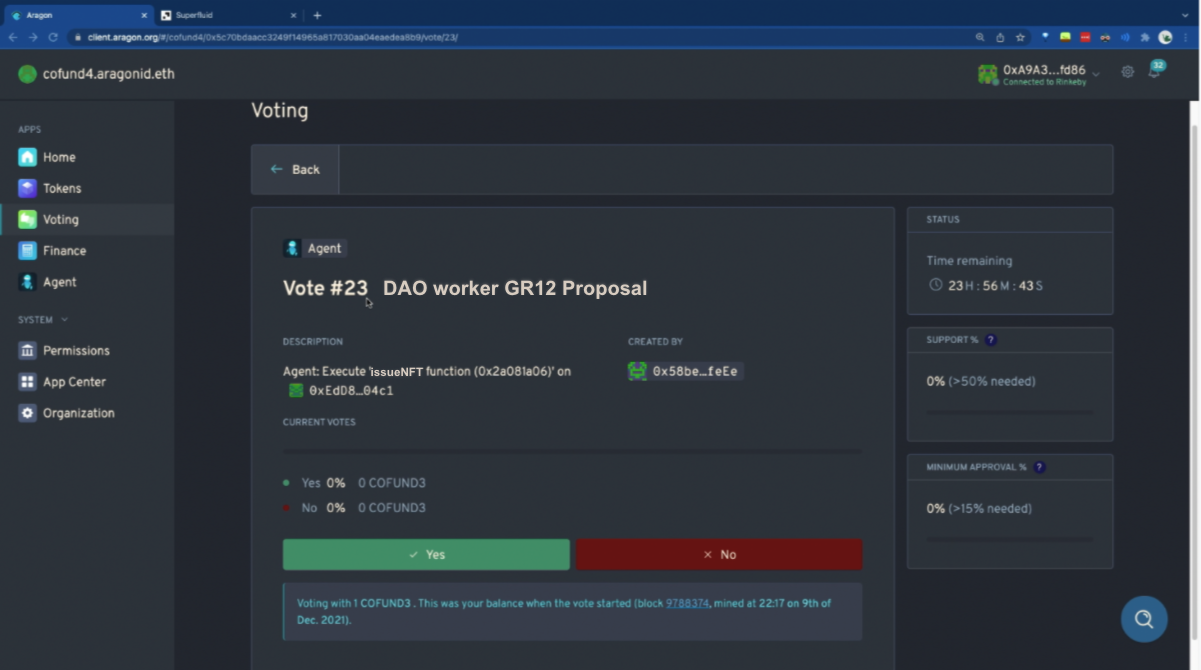 Aragon
Superfluid
client.aragon.org/#/cofund4/0x5c70bdaacc3249f14965a817030aa04eaedea8b9/vote/23/
cofund4.aragonid.eth
0xA9A3...fd86
Connected to Rinkeby
32
APPS
Home
Tokens
Voting
Finance
Agent
SYSTEM
Permissions
App Center
Organization
Voting
← Back
Agent
Vote #23 DAO worker GR12 Proposal
DESCRIPTION
Agent: Execute 'issueNFT function (0x2a081a06)' on
0xEdD8…04c1
CREATED BY
0x58be…feEe
CURRENT VOTES
Yes 0% 0 COFUND3
No 0% 0 COFUND3
✓ Yes
× No
Voting with 1 COFUND3 . This was your balance when the vote started (block 9788374, mined at 22:17 on 9th of
Dec. 2021).
STATUS
Time remaining
23 H : 56 M : 43 S
SUPPORT % ?
0% (>50% needed)
MINIMUM APPROVAL % ?
0% (>15% needed)